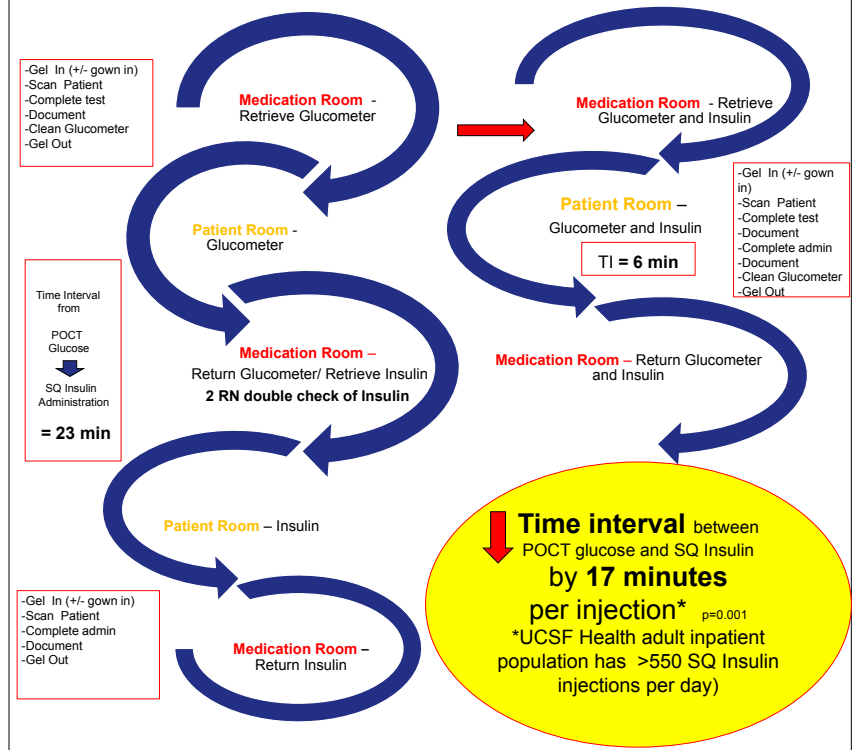 -Gel In (+/- gown in)
-Scan Patient
-Complete test
-Document
-Clean Glucometer
-Gel Out
Medication Room -
Retrieve Glucometer
Patient Room -
Glucometer
Time Interval
from
POCT
Glucose
SQ Insulin
Administration
= 23 min
Medication Room –
Return Glucometer/ Retrieve Insulin
2 RN double check of Insulin
Patient Room – Insulin
-Gel In (+/- gown in)
-Scan Patient
-Complete admin
-Document
-Gel Out
Medication Room –
Return Insulin
Medication Room - Retrieve
Glucometer and Insulin
Patient Room –
Glucometer and Insulin
TI = 6 min
-Gel In (+/- gown
in)
-Scan Patient
-Complete test
-Document
-Complete admin
-Document
-Clean Glucometer
-Gel Out
Medication Room – Return Glucometer
and Insulin
Time interval between
POCT glucose and SQ Insulin
by 17 minutes
per injection* p=0.001
*UCSF Health adult inpatient
population has >550 SQ Insulin
injections per day)